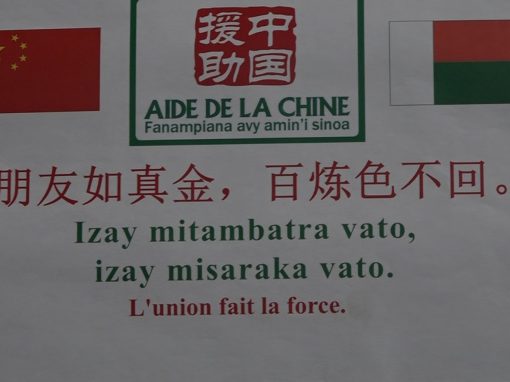 中国
援助
AIDE DE LA CHINE
Fanampiana avy amin'i sinoa
朋友如真金，百炼色不回。
Izay mitambatra vato,
izay misaraka vato.
L'union fait la force.